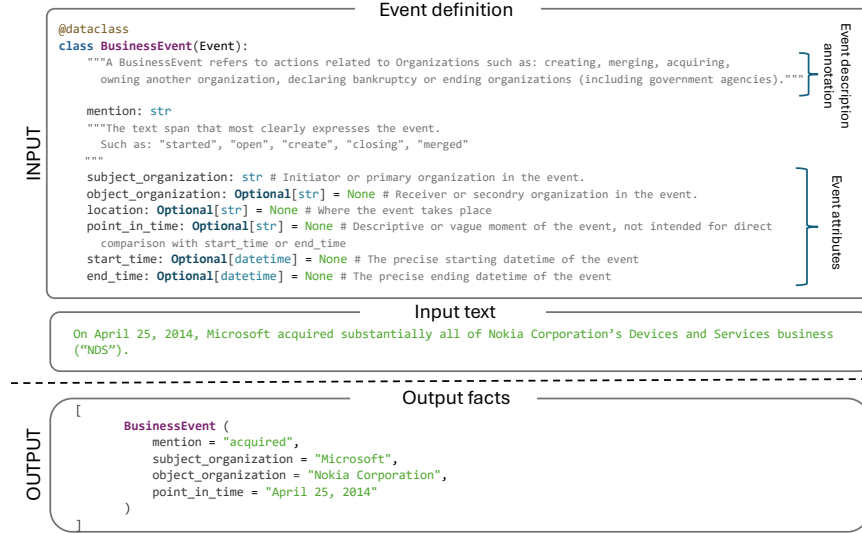 Event definition
@dataclass
class BusinessEvent(Event):
"""A BusinessEvent refers to actions related to Organizations such as: creating, merging, acquiring,
owning another organization, declaring bankruptcy or ending organizations (including government agencies)."""
Event description
annotation
mention: str
"""The text span that most clearly expresses the event.
Such as: "started", "open", "create", "closing", "merged"
"""
INPUT
subject_organization: str # Initiator or primary organization in the event.
object_organization: Optional[str] = None # Receiver or secondry organization in the event.
location: Optional[str] = None # Where the event takes place
point_in_time: Optional[str] = None # Descriptive or vague moment of the event, not intended for direct
comparison with start_time or end_time
start_time: Optional[datetime] = None # The precise starting datetime of the event
end_time: Optional[datetime] = None # The precise ending datetime of the event
Event attributes
Input text
On April 25, 2014, Microsoft acquired substantially all of Nokia Corporation’s Devices and Services business
(“NDS”).
Output facts
OUTPUT
[
BusinessEvent (
mention = "acquired",
subject_organization = "Microsoft",
object_organization = "Nokia Corporation",
point_in_time = "April 25, 2014"
)
]